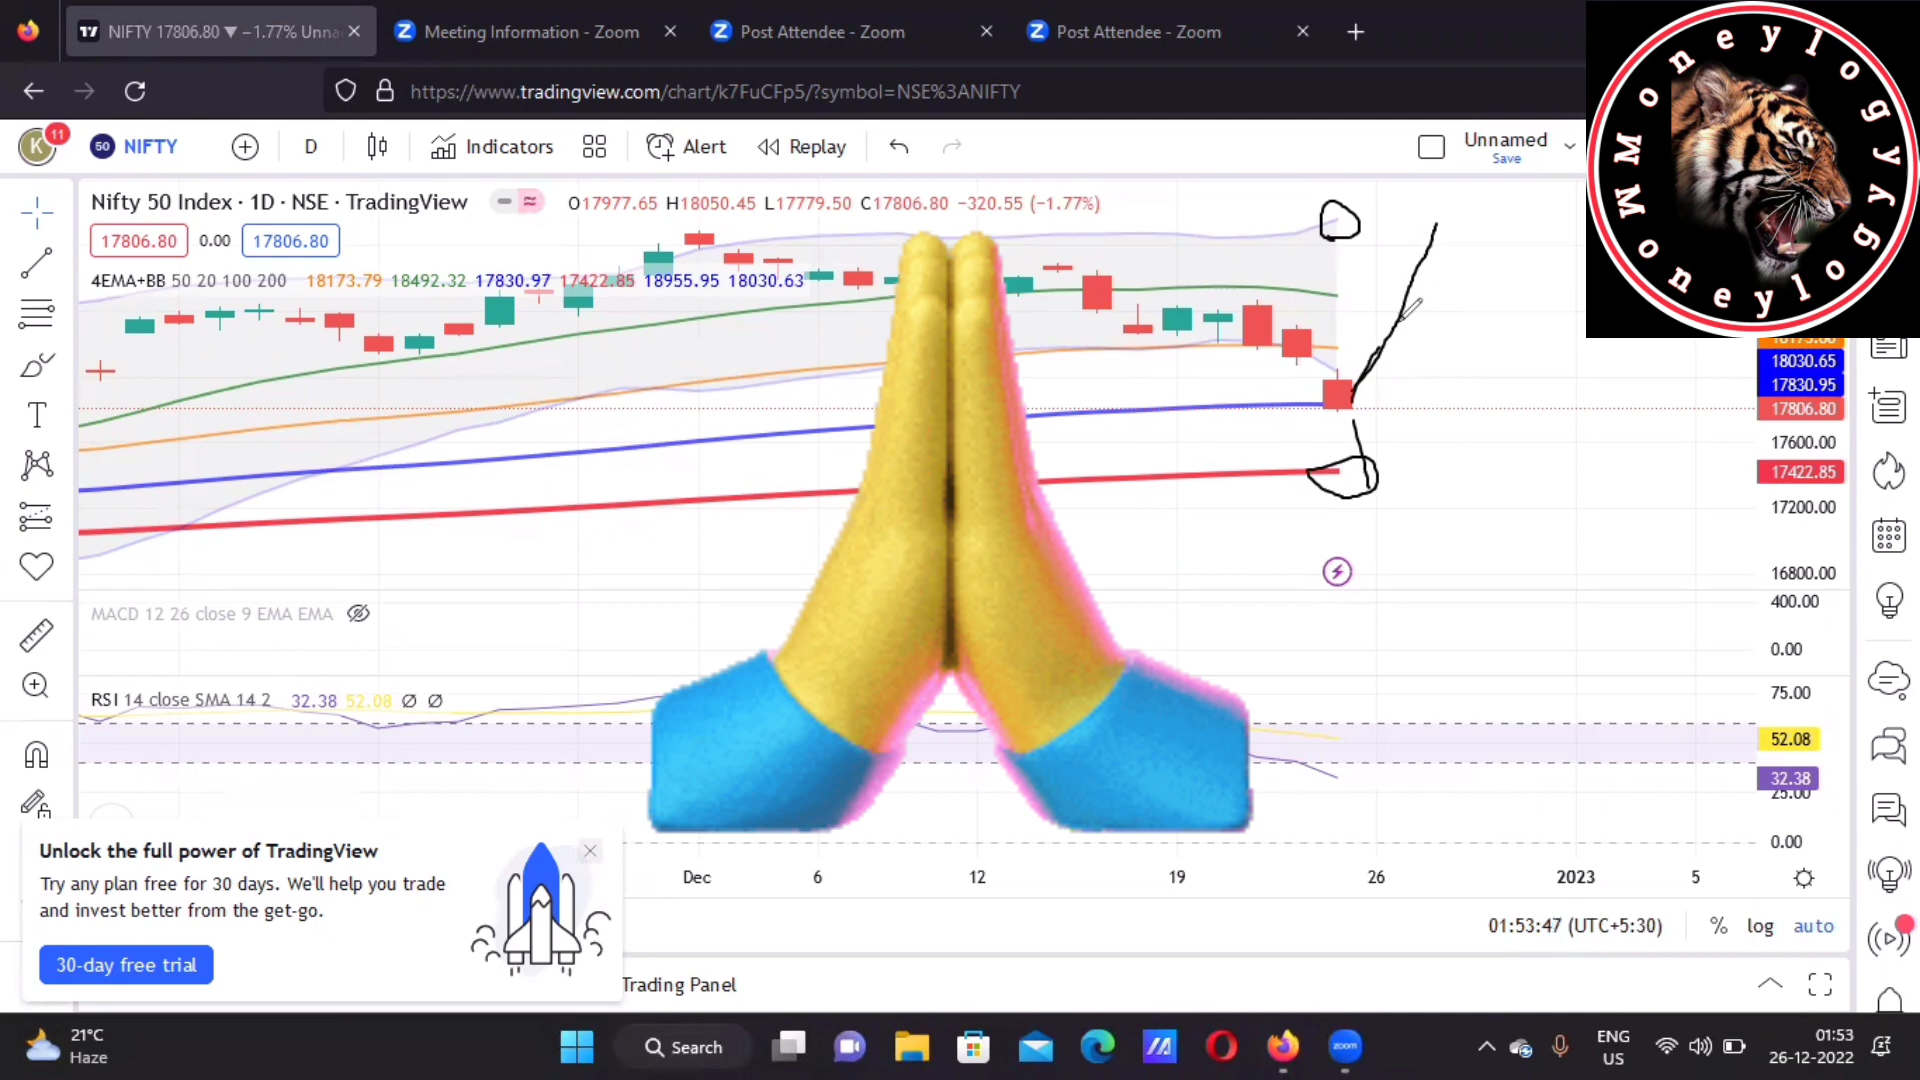 NIFTY 17806.80 ▼ −1.77% Unna
Meeting Information - Zoom
Post Attendee - Zoom
Post Attendee - Zoom
https://www.tradingview.com/chart/k7FuCFp5/?symbol=NSE%3ANIFTY
Moneylogyy
Moneylogyy
K
11
50
NIFTY
D
Indicators
Alert
Replay
Unnamed
Save
Nifty 50 Index · 1D · NSE · TradingView
O17977.65 H18050.45 L17779.50 C17806.80 −320.55 (−1.77%)
17806.80 0.00 17806.80
4EMA+BB 50 20 100 200 18173.79 18492.32 17830.97 17422.85 18955.95 18030.63
18030.65
17830.95
17806.80
17600.00
17422.85
17200.00
16800.00
MACD 12 26 close 9 EMA EMA
400.00
0.00
RSI 14 close SMA 14 2 32.38 52.08 Ø Ø
75.00
52.08
32.38
25.00
0.00
Dec 6 12 19 26 2023 5
Unlock the full power of TradingView
Try any plan free for 30 days. We'll help you trade
and invest better from the get-go.
30-day free trial
01:53:47 (UTC+5:30) % log auto
Trading Panel
21°C
Haze
Search
zoom
ENG
US
01:53
26-12-2022